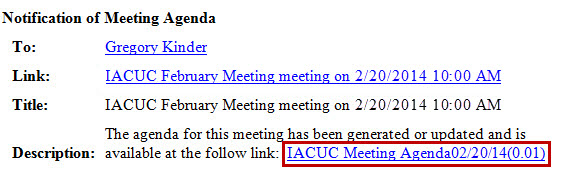 Notification of Meeting Agenda
To: Gregory Kinder
Link: IACUC February Meeting meeting on 2/20/2014 10:00 AM
Title: IACUC February Meeting meeting on 2/20/2014 10:00 AM
The agenda for this meeting has been generated or updated and is
Description: available at the follow link: IACUC Meeting Agenda02/20/14(0.01)